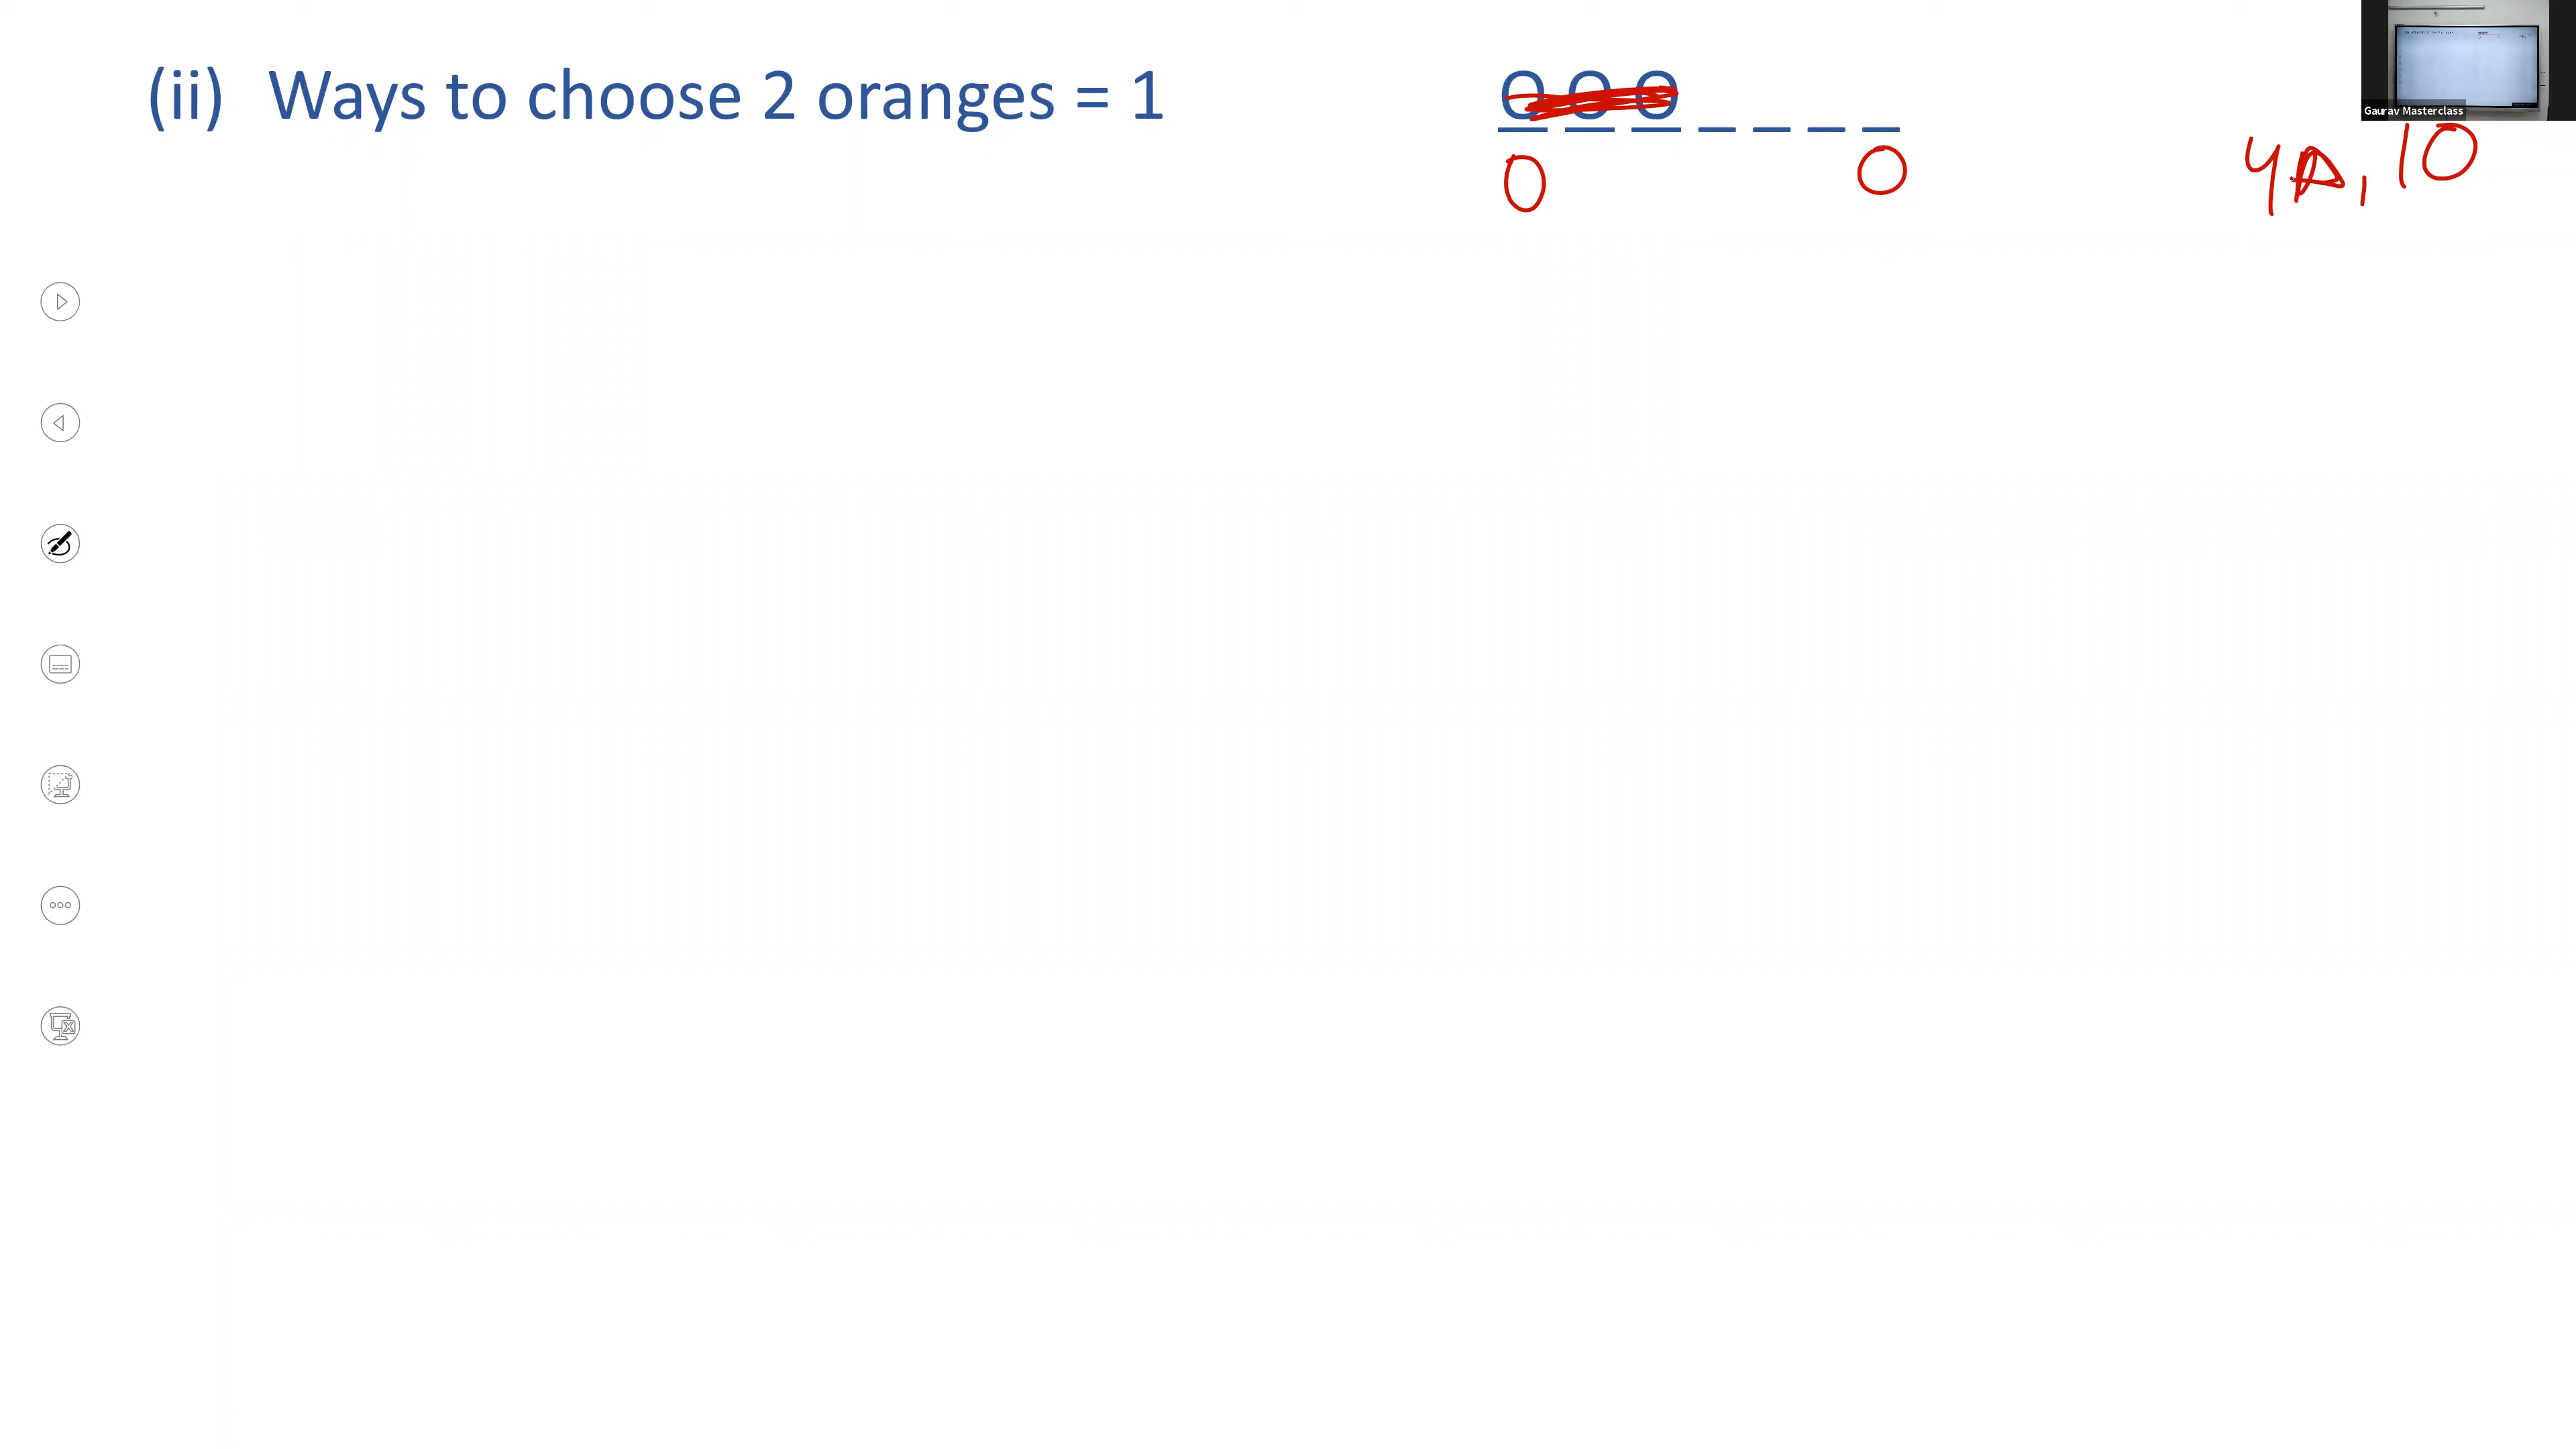 (ii) Ways to choose 2 oranges = 1
O O O _ _ _ _
O O
4A, 1O
Gaurav Masterclass